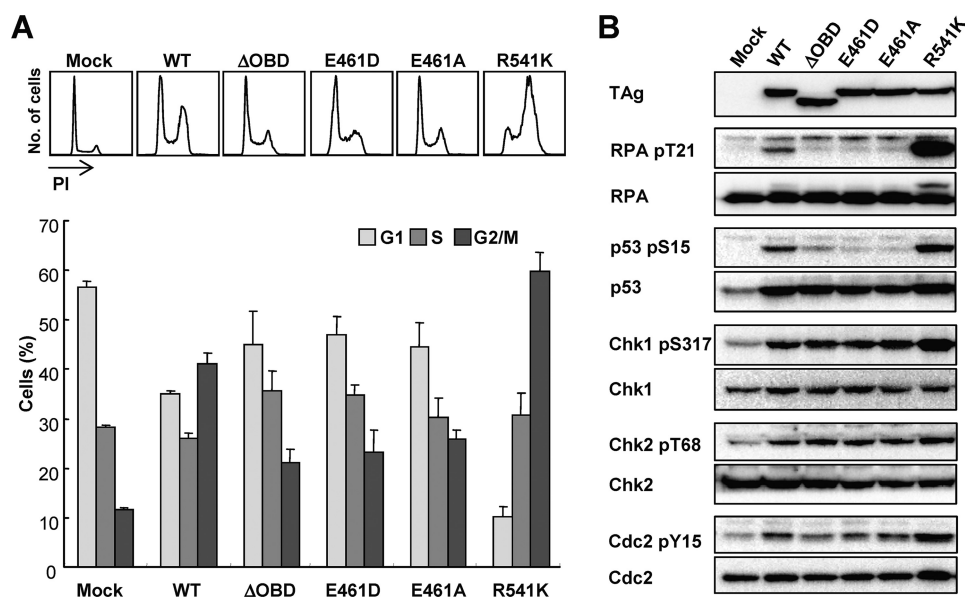 A
Mock WT ΔOBD E461D E461A R541K
No. of cells
PI
Cells (%)
70
60
50
40
30
20
10
0
G1 S G2/M
Mock WT ΔOBD E461D E461A R541K
B
Mock WT ΔOBD E461D E461A R541K
TAg
RPA pT21
RPA
p53 pS15
p53
Chk1 pS317
Chk1
Chk2 pT68
Chk2
Cdc2 pY15
Cdc2